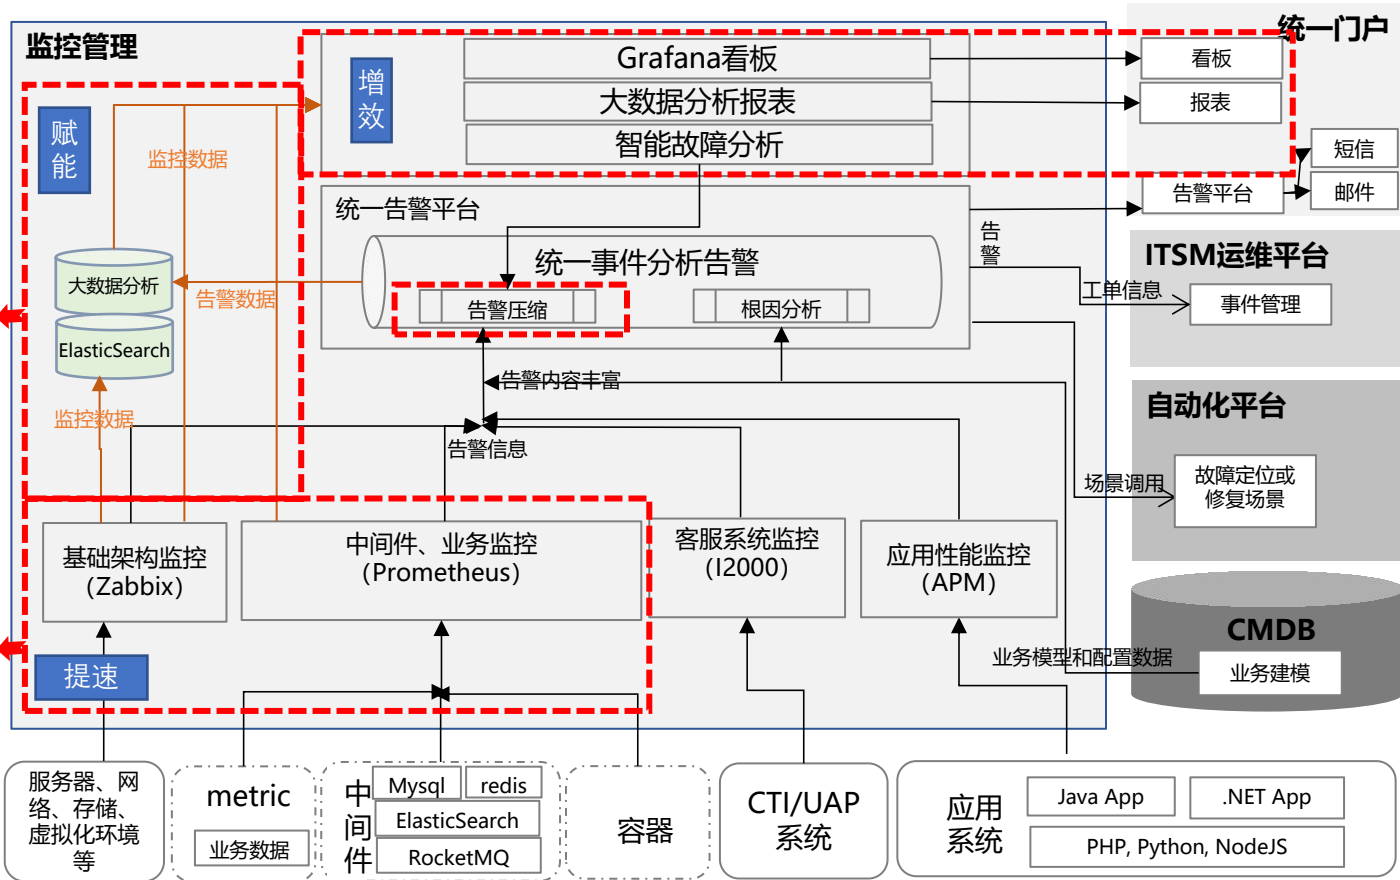 监控管理
统一门户
增效
Grafana看板
大数据分析报表
智能故障分析
看板
报表
短信
邮件
告警平台
赋能
监控数据
统一告警平台
统一事件分析告警
告警压缩
根因分析
告警
大数据分析
ElasticSearch
告警数据
监控数据
告警内容丰富
告警信息
ITSM运维平台
工单信息
事件管理
自动化平台
场景调用
故障定位或
修复场景
基础架构监控
（Zabbix）
中间件、业务监控
（Prometheus）
客服系统监控
（I2000）
应用性能监控
（APM）
CMDB
业务模型和配置数据
业务建模
提速
服务器、网
络、存储、
虚拟化环境
等
metric
业务数据
中间件
Mysql
redis
ElasticSearch
RocketMQ
容器
CTI/UAP
系统
应用
系统
Java App
.NET App
PHP, Python, NodeJS